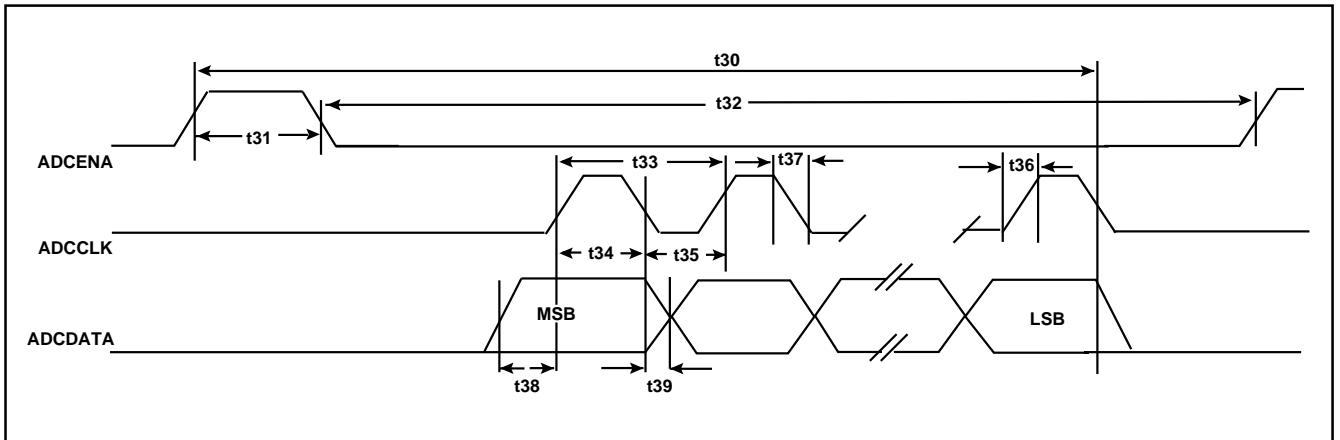 t30
t32
t31
ADCENA
t33
t37
t36
ADCCLK
t34
t35
MSB
LSB
ADCDATA
t38
t39